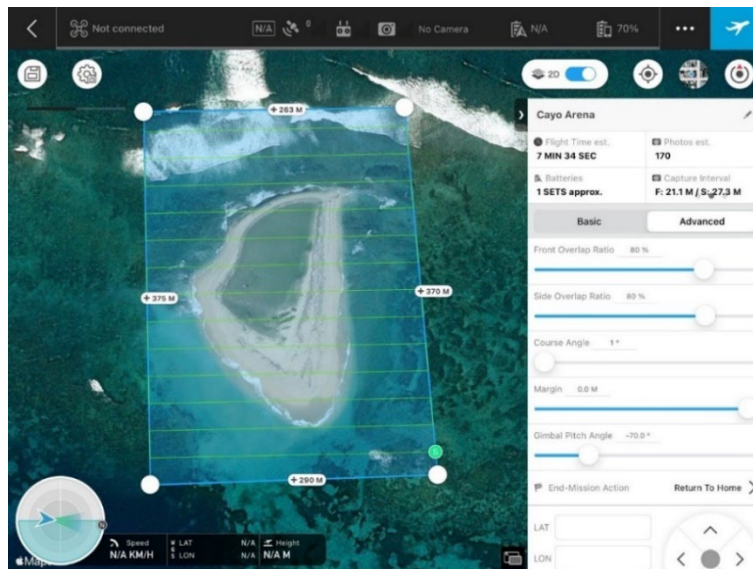 Not connected
N/A
0
No Camera
N/A
70%
2D
263 M
375 M
370 M
290 M
S
Cayo Arena
Flight Time est.
7 MIN 34 SEC
Photos est.
170
Batteries
1 SETS approx.
Capture Interval
F: 21.1 M / S: 27.3 M
Basic
Advanced
Front Overlap Ratio 80 %
Side Overlap Ratio 80 %
Course Angle 1°
Margin 0.0 M
Gimbal Pitch Angle -70.0 °
End-Mission Action Return To Home
LAT
LON
N
Speed
N/A KM/H
WGS
LAT N/A
LON N/A
Height
N/A M
Maps